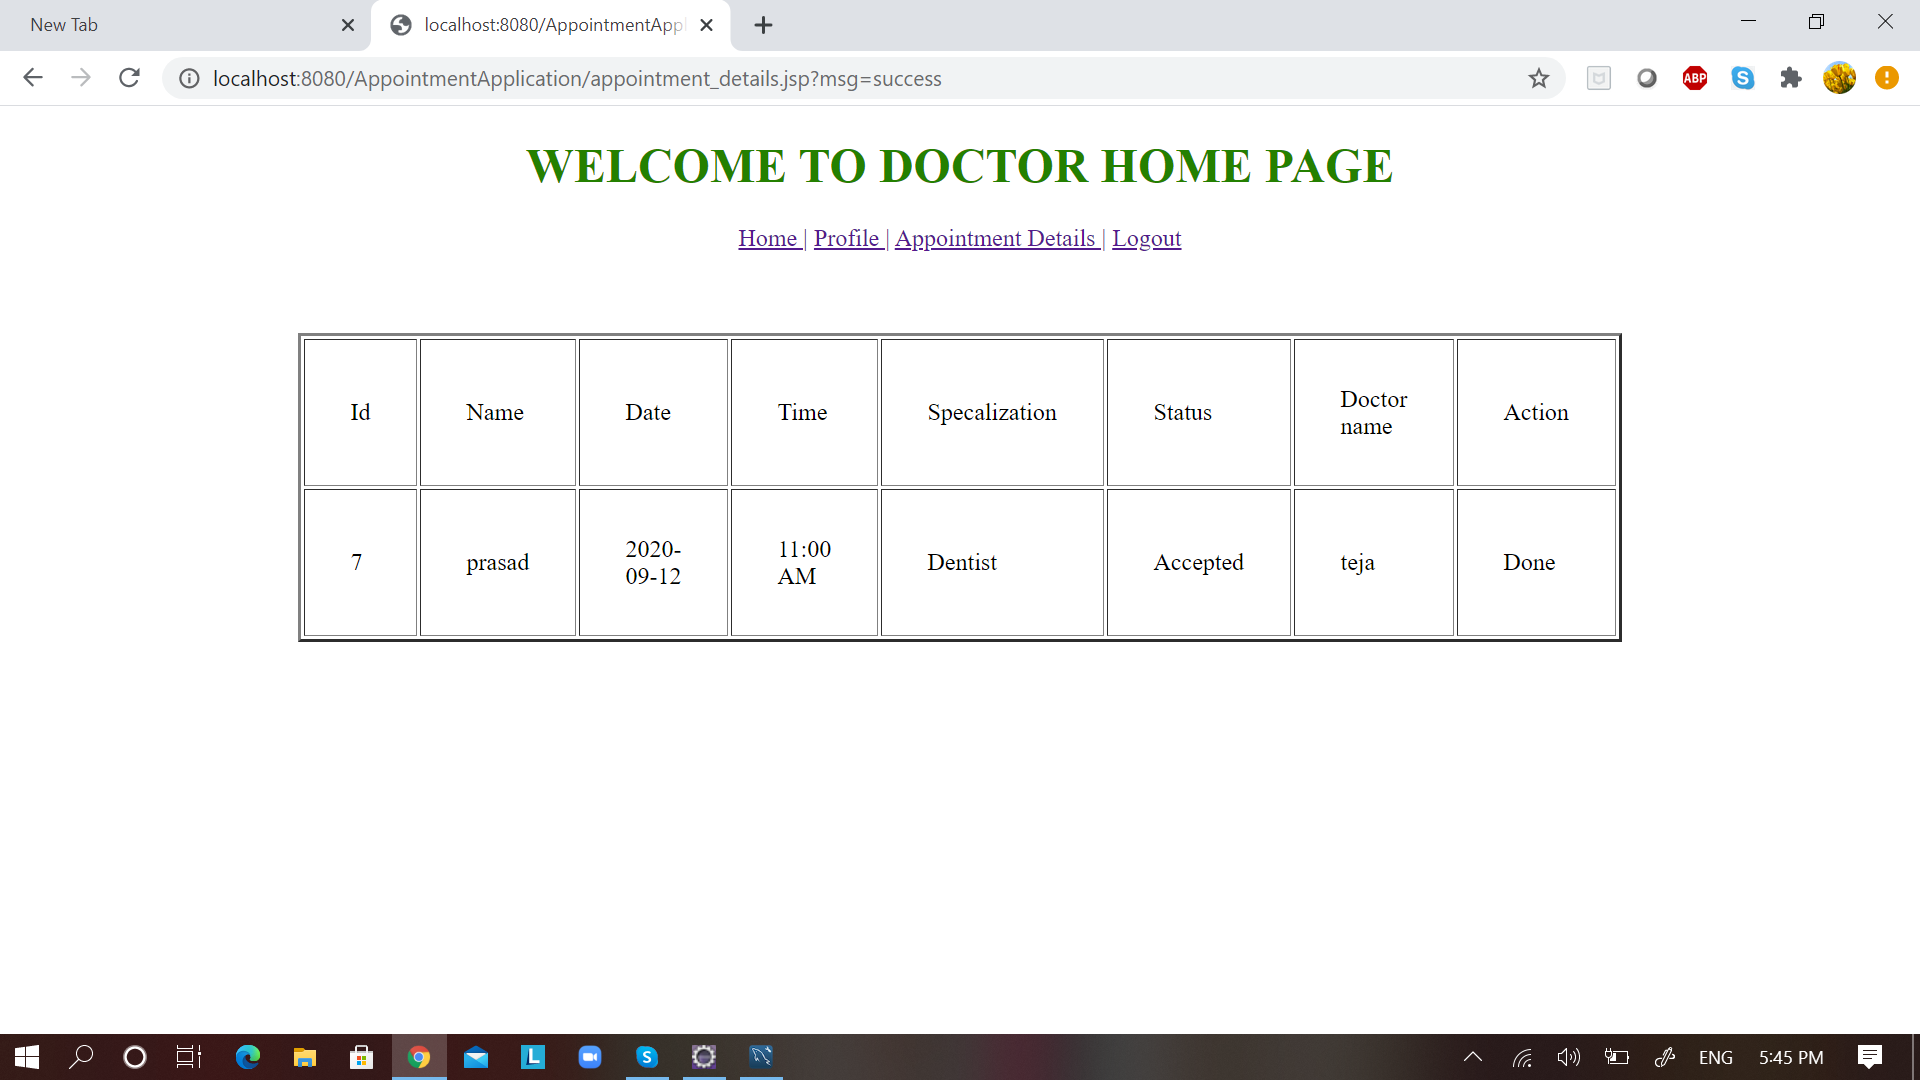 New Tab
localhost:8080/AppointmentAppl
localhost:8080/AppointmentApplication/appointment_details.jsp?msg=success
ABP
WELCOME TO DOCTOR HOME PAGE
Home | Profile | Appointment Details | Logout
Id Name Date Time Specalization Status Doctor name Action
7 prasad 2020-09-12 11:00 AM Dentist Accepted teja Done
ENG 5:45 PM